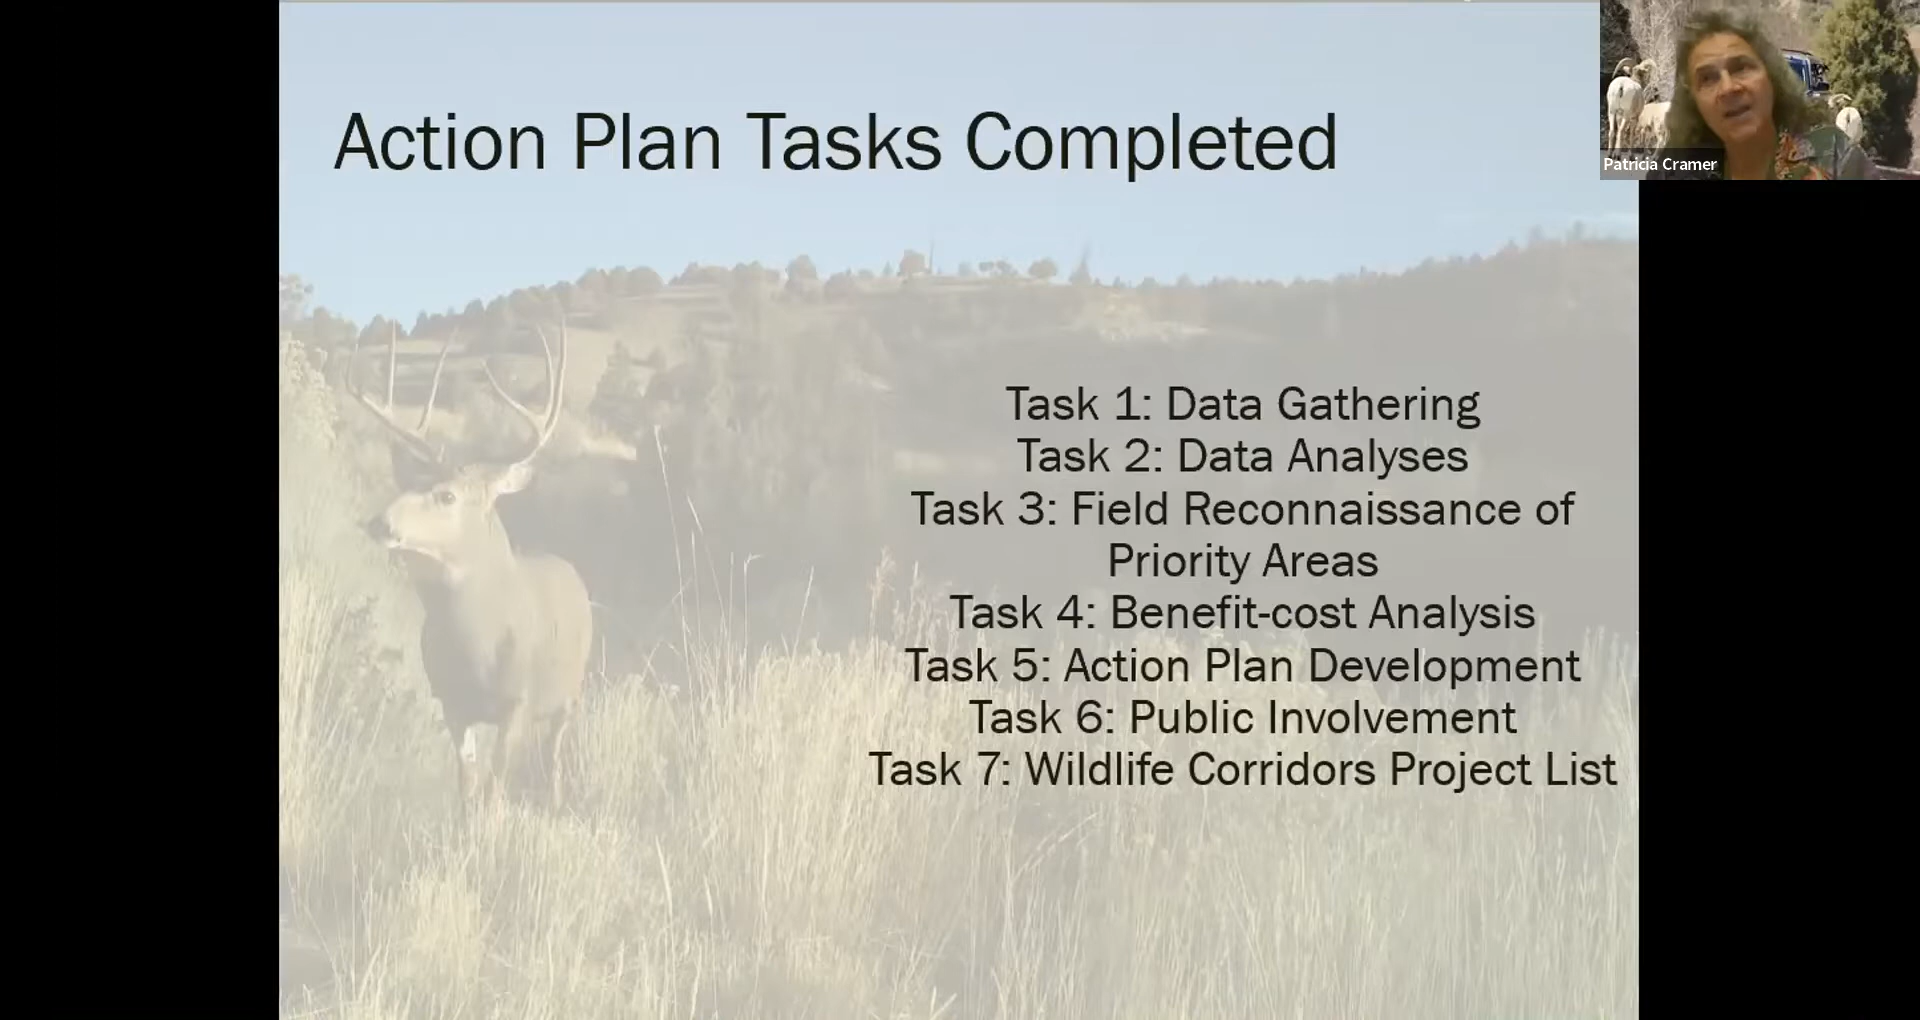 Action Plan Tasks Completed
Patricia Cramer
Task 1: Data Gathering
Task 2: Data Analyses
Task 3: Field Reconnaissance of
Priority Areas
Task 4: Benefit-cost Analysis
Task 5: Action Plan Development
Task 6: Public Involvement
Task 7: Wildlife Corridors Project List